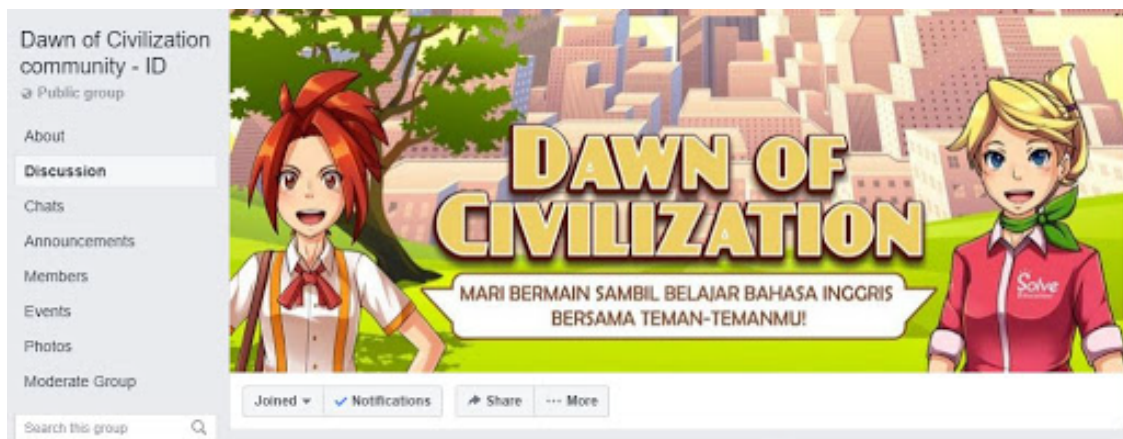 Dawn of Civilization
community - ID
Public group
About
Discussion
Chats
Announcements
Members
Events
Photos
Moderate Group
Search this group
DAWN OF
CIVILIZATION
MARI BERMAIN SAMBIL BELAJAR BAHASA INGGRIS
BERSAMA TEMAN-TEMANMU!
Solve
Joined
Notifications
Share
··· More